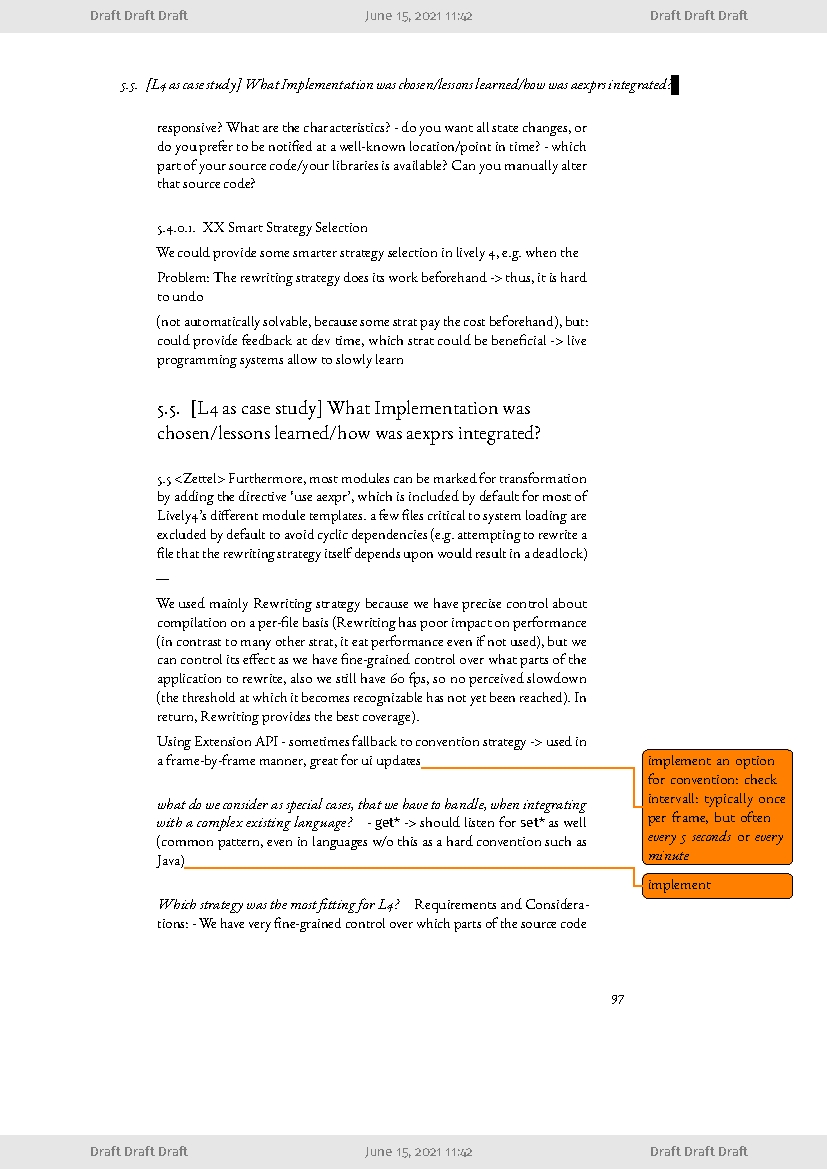 Draft Draft Draft June 15, 2021 11:42 Draft Draft Draft
5.5. [L4 as case study] What Implementation was chosen/lessons learned/how was aexprs integrated?
responsive? What are the characteristics? - do you want all state changes, or
do you prefer to be notified at a well-known location/point in time? - which
part of your source code/your libraries is available? Can you manually alter
that source code?
5.4.0.1. XX Smart Strategy Selection
We could provide some smarter strategy selection in lively 4, e.g. when the
Problem: The rewriting strategy does its work beforehand -> thus, it is hard
to undo
(not automatically solvable, because some strat pay the cost beforehand), but:
could provide feedback at dev time, which strat could be beneficial -> live
programming systems allow to slowly learn
5.5. [L4 as case study] What Implementation was
chosen/lessons learned/how was aexprs integrated?
5.5 <Zettel> Furthermore, most modules can be marked for transformation
by adding the directive ‘use aexpr’, which is included by default for most of
Lively4’s different module templates. a few files critical to system loading are
excluded by default to avoid cyclic dependencies (e.g. attempting to rewrite a
file that the rewriting strategy itself depends upon would result in a deadlock)
—
We used mainly Rewriting strategy because we have precise control about
compilation on a per-file basis (Rewriting has poor impact on performance
(in contrast to many other strat, it eat performance even if not used), but we
can control its effect as we have fine-grained control over what parts of the
application to rewrite, also we still have 60 fps, so no perceived slowdown
(the threshold at which it becomes recognizable has not yet been reached). In
return, Rewriting provides the best coverage).
Using Extension API - sometimes fallback to convention strategy -> used in
a frame-by-frame manner, great for ui updates
implement an option
for convention: check
intervall: typically once
per frame, but often
every 5 seconds or every
minute
what do we consider as special cases, that we have to handle, when integrating
with a complex existing language? - get* -> should listen for set* as well
(common pattern, even in languages w/o this as a hard convention such as
Java)
implement
Which strategy was the most fitting for L4? Requirements and Considera-
tions: - We have very fine-grained control over which parts of the source code
97
Draft Draft Draft June 15, 2021 11:42 Draft Draft Draft